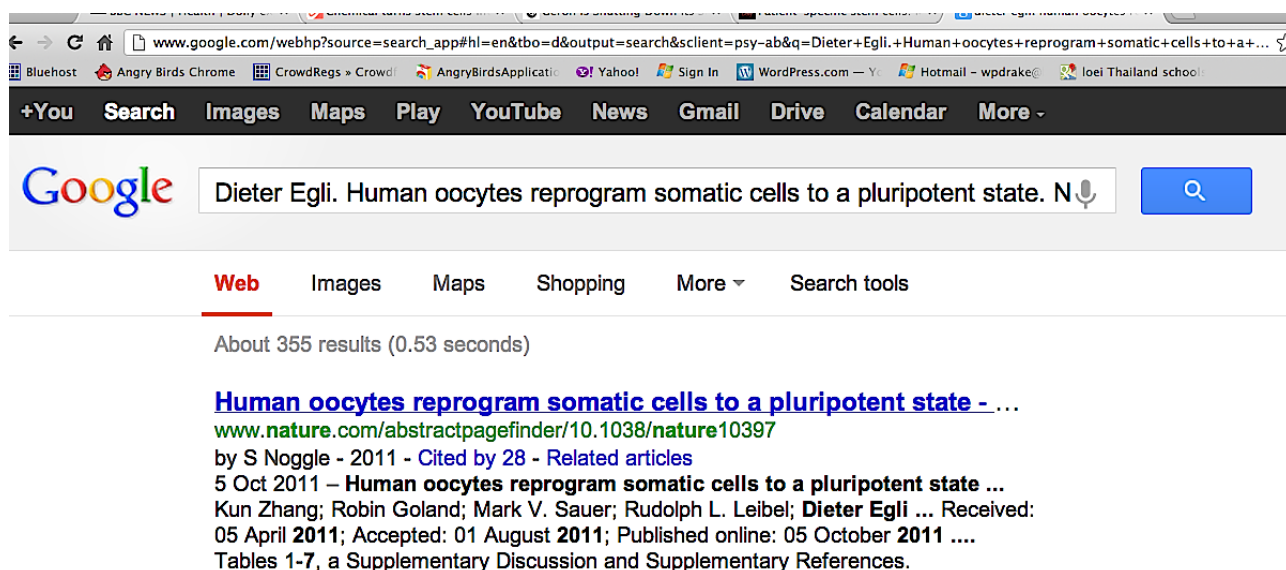 www.google.com/webhp?source=search_app#hl=en&tbo=d&output=search&sclient=psy-ab&q=Dieter+Egli.+Human+oocytes+reprogram+somatic+cells+to+a+...
Bluehost Angry Birds Chrome CrowdRegs » Crowdf AngryBirdsApplicatic Yahoo! Sign In WordPress.com — Yo Hotmail - wpdrake@ loei Thailand school
+You Search Images Maps Play YouTube News Gmail Drive Calendar More
Google Dieter Egli. Human oocytes reprogram somatic cells to a pluripotent state. N
Web Images Maps Shopping More Search tools
About 355 results (0.53 seconds)
Human oocytes reprogram somatic cells to a pluripotent state - ...
www.nature.com/abstractpagefinder/10.1038/nature10397
by S Noggle - 2011 - Cited by 28 - Related articles
5 Oct 2011 – Human oocytes reprogram somatic cells to a pluripotent state ...
Kun Zhang; Robin Goland; Mark V. Sauer; Rudolph L. Leibel; Dieter Egli ... Received:
05 April 2011; Accepted: 01 August 2011; Published online: 05 October 2011 ....
Tables 1-7, a Supplementary Discussion and Supplementary References.